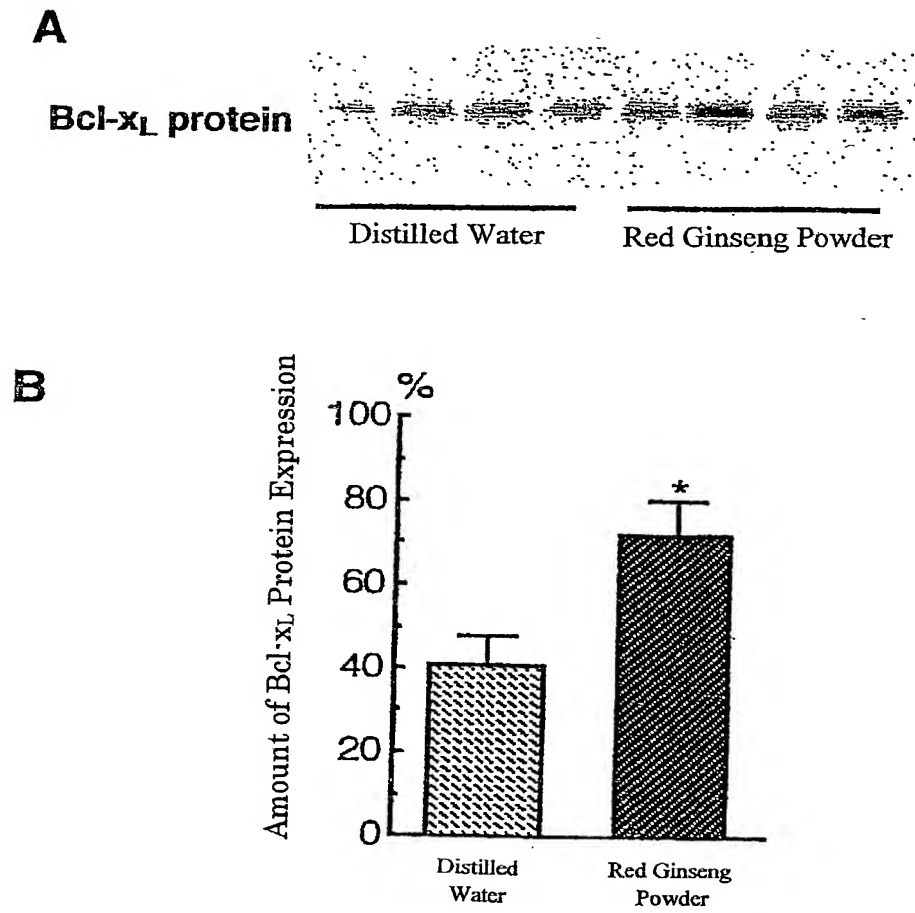 A
Bcl-xL protein
Distilled Water
Red Ginseng Powder
B
%
Amount of Bcl-xL Protein Expression
100
80
60
40
20
0
*
Distilled
Water
Red Ginseng
Powder